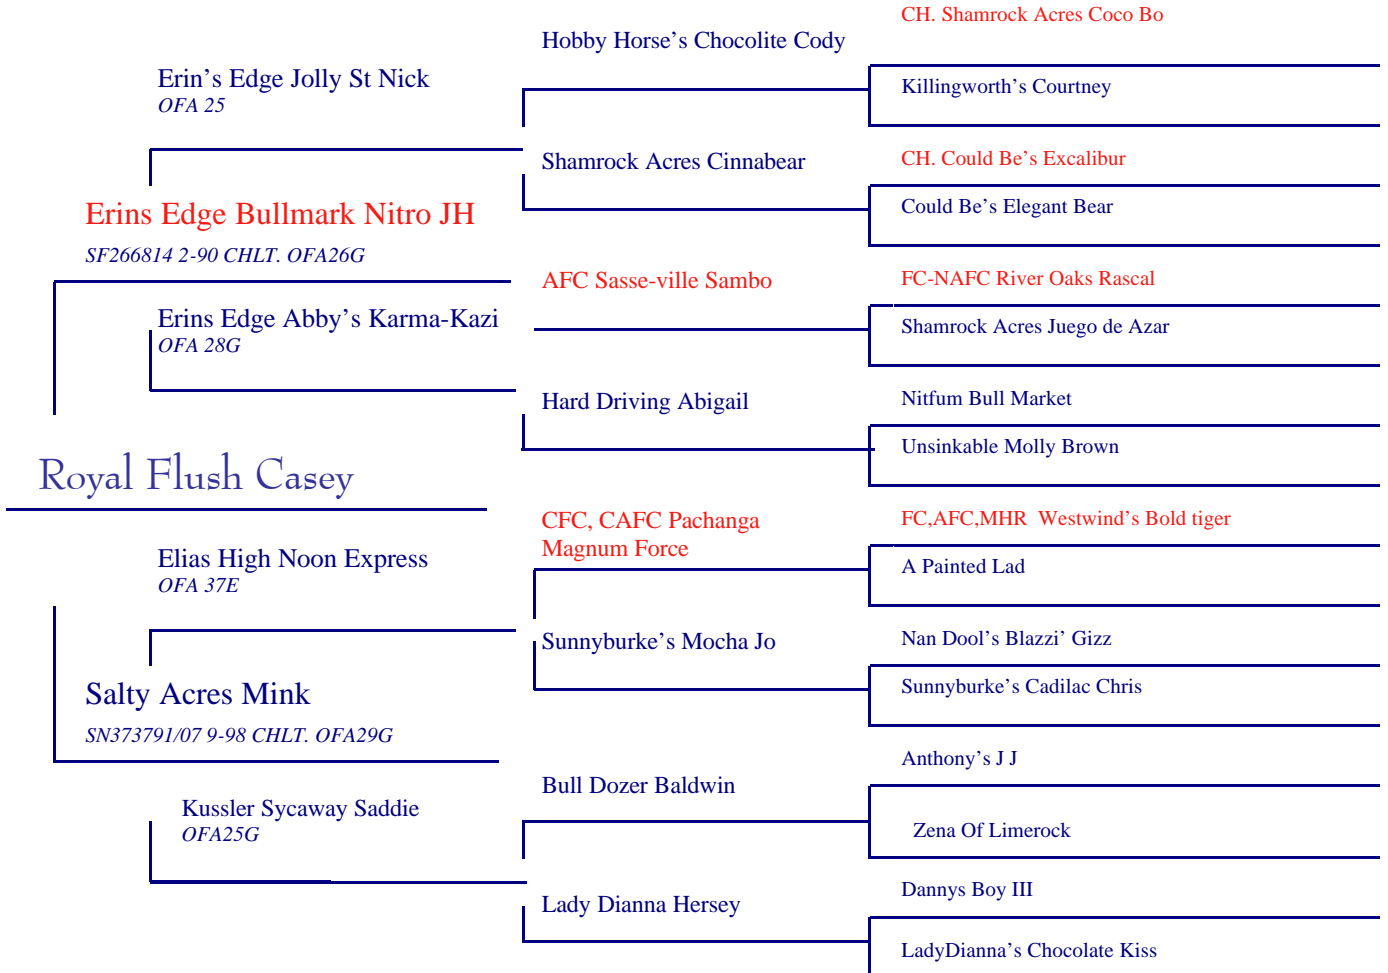 CH. Shamrock Acres Coco Bo
Hobby Horse’s Chocolite Cody
Erin’s Edge Jolly St Nick
OFA 25
Killingworth’s Courtney
Shamrock Acres Cinnabear
CH. Could Be’s Excalibur
Erins Edge Bullmark Nitro JH
Could Be’s Elegant Bear
SF266814 2-90 CHLT. OFA26G
AFC Sasse-ville Sambo
FC-NAFC River Oaks Rascal
Erins Edge Abby’s Karma-Kazi
OFA 28G
Shamrock Acres Juego de Azar
Hard Driving Abigail
Nitfum Bull Market
Unsinkable Molly Brown
Royal Flush Casey
CFC, CAFC Pachanga
Magnum Force
FC,AFC,MHR  Westwind’s Bold tiger
Elias High Noon Express
OFA 37E
A Painted Lad
Sunnyburke’s Mocha Jo
Nan Dool’s Blazzi’ Gizz
Salty Acres Mink
Sunnyburke’s Cadilac Chris
SN373791/07 9-98 CHLT. OFA29G
Anthony’s J J
Bull Dozer Baldwin
Kussler Sycaway Saddie
OFA25G
Zena Of Limerock
Lady Dianna Hersey
Dannys Boy III
LadyDianna’s Chocolate Kiss